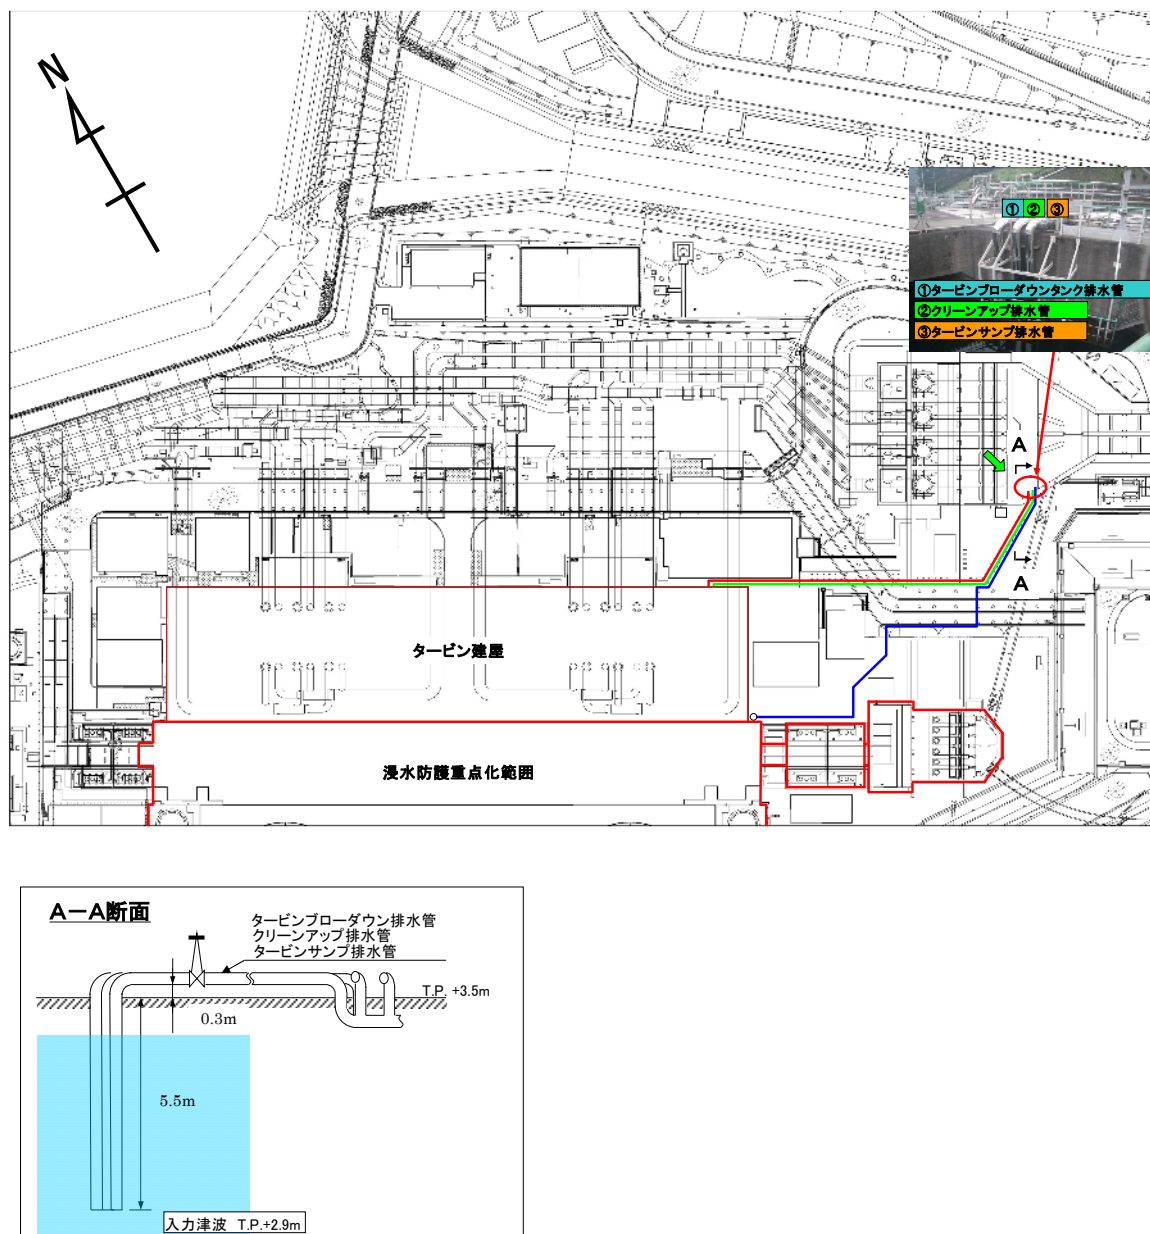 N
① ② ③
①タービンブローダウンタンク排水管
②クリーンアップ排水管
③タービンサンプ排水管
A
A
タービン建屋
浸水防護重点化範囲
A-A断面
タービンブローダウン排水管
クリーンアップ排水管
タービンサンプ排水管
T.P. +3.5m
0.3m
5.5m
入力津波 T.P.+2.9m